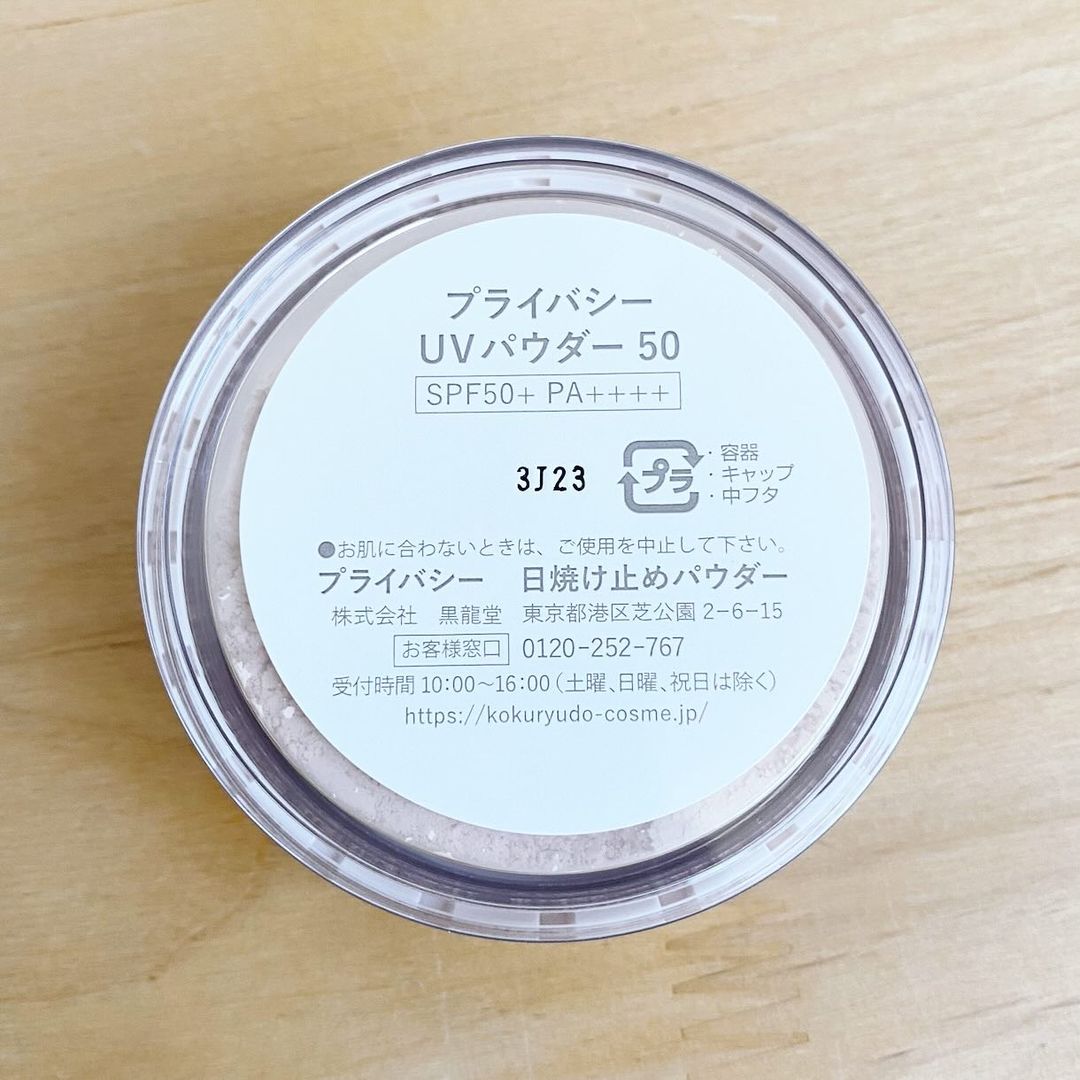 プライバシー
UVパウダー 50
SPF50+ PA++++
3J23
プラ
・容器
・キャップ
・中フタ
●お肌に合わないときは、ご使用を中止して下さい。
プライバシー 日焼け止めパウダー
株式会社 黒龍堂 東京都港区芝公園 2-6-15
お客様窓口 0120-252-767
受付時間 10:00〜16:00（土曜、日曜、祝日は除く）
https://kokuryudo-cosme.jp/